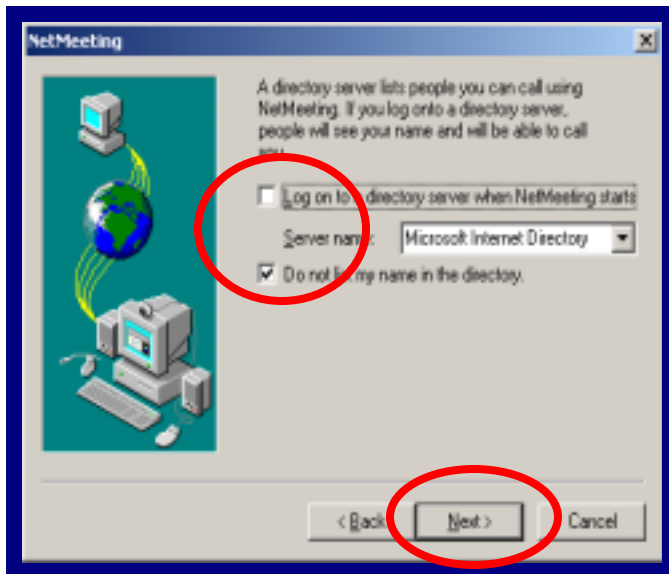 NetMeeting
A directory server lists people you can call using
NetMeeting. If you log onto a directory server,
people will see your name and will be able to call
you.
Log on to a directory server when NetMeeting starts
Server name: Microsoft Internet Directory
Do not list my name in the directory.
< Back Next > Cancel